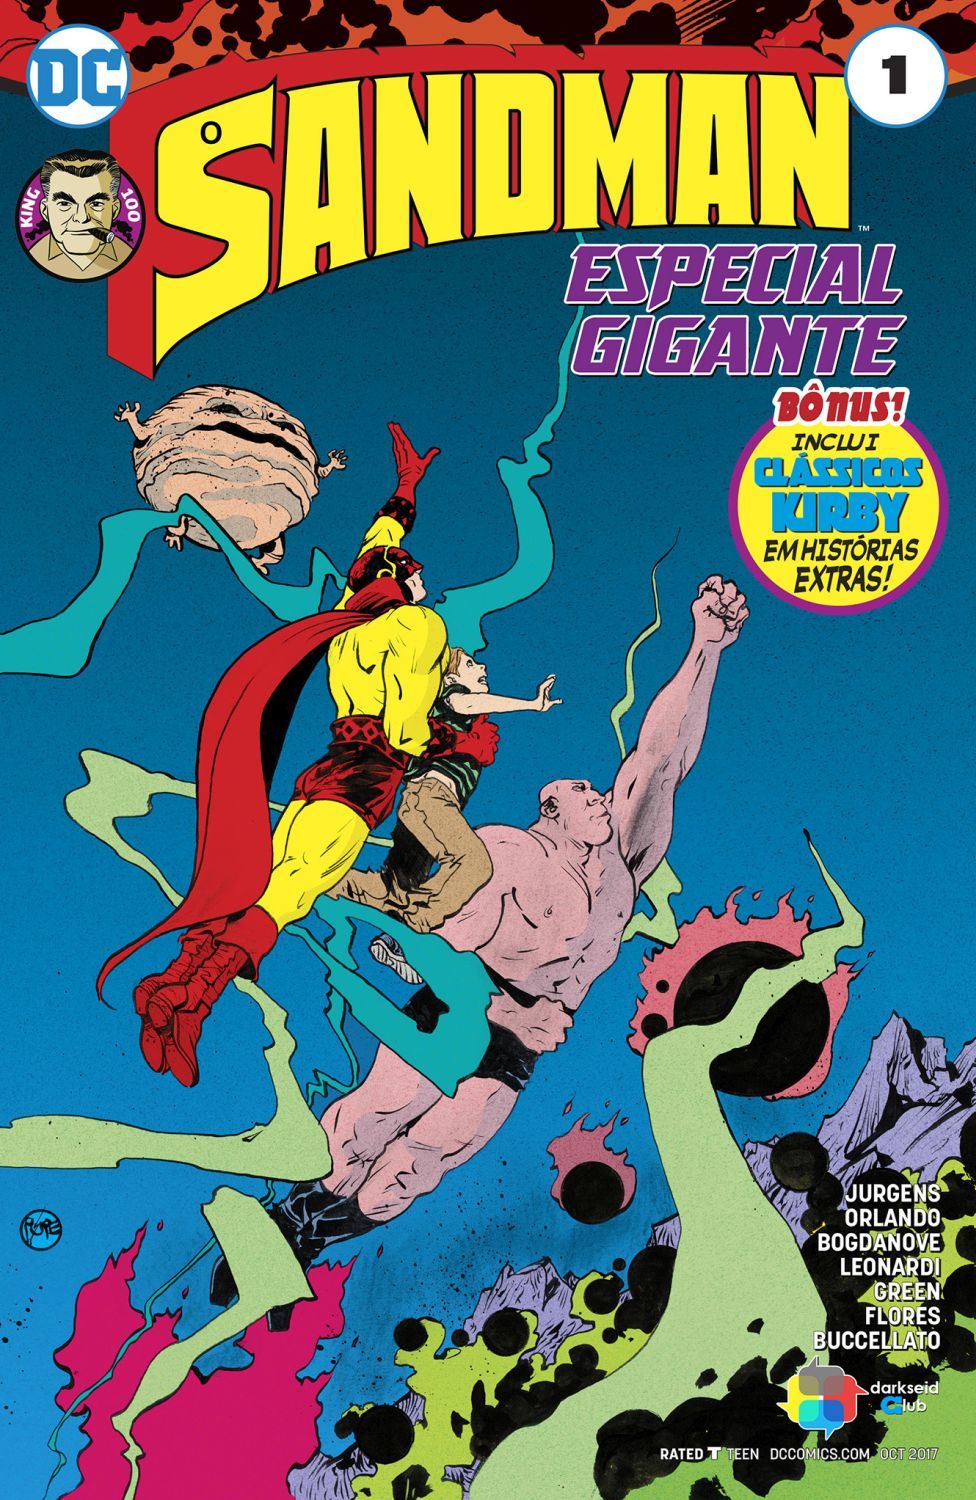 DC
1
O SANDMAN
TM
KING 100
ESPECIAL
GIGANTE
BÔNUS!
INCLUI
CLÁSSICOS
KIRBY
EM HISTÓRIAS
EXTRAS!
POPE
JURGENS
ORLANDO
BOGDANOVE
LEONARDI
GREEN
FLORES
BUCCELLATO
darkseid
club
RATED T TEEN DCCOMICS.COM OCT 2017